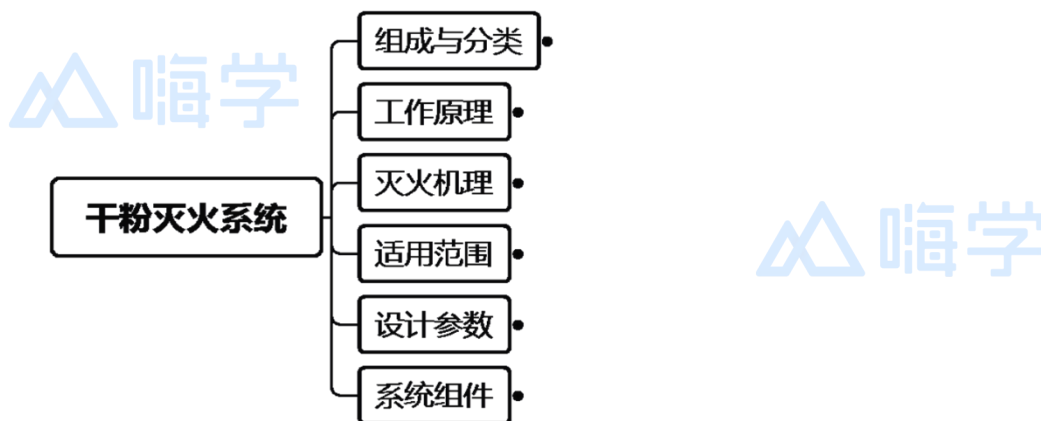 组成与分类
嗨学
工作原理
灭火机理
干粉灭火系统
适用范围
嗨学
设计参数
系统组件